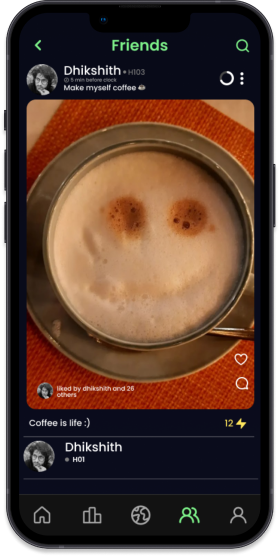 Friends
Dhikshith • H103
5 min before clock
Make myself coffee ☕
liked by dhikshith and 26
others
Coffee is life :)
12⚡
Dhikshith
H01